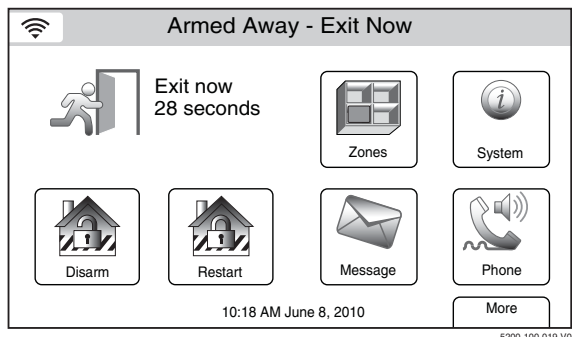 Armed Away - Exit Now
Exit now
28 seconds
Zones
System
Disarm
Restart
Message
Phone
10:18 AM June 8, 2010
More